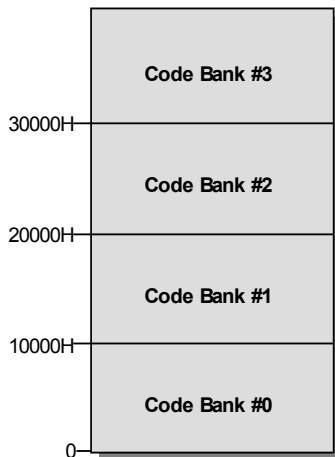 Code Bank #3
30000H
Code Bank #2
20000H
Code Bank #1
10000H
Code Bank #0
0